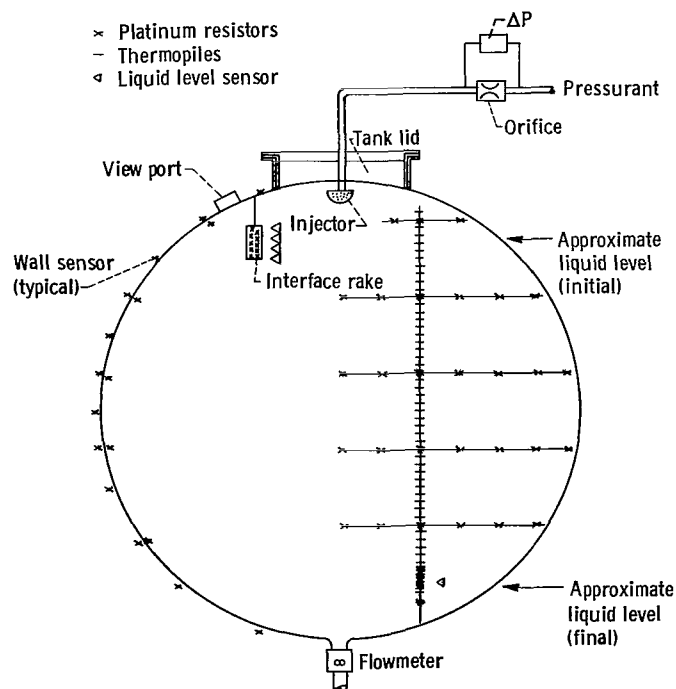 Platinum resistors
Thermopiles
Liquid level sensor
ΔP
Pressurant
Orifice
Tank lid
View port
Injector
Wall sensor
(typical)
Interface rake
Approximate
liquid level
(initial)
Approximate
liquid level
(final)
Flowmeter